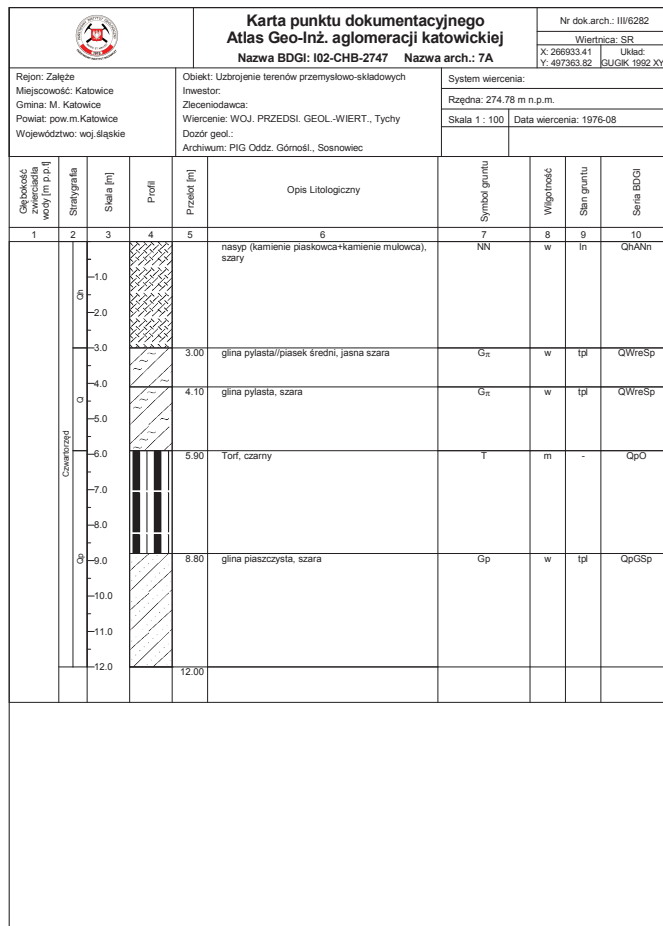 Karta punktu dokumentacyjnego
Atlas Geo-Inż. aglomeracji katowickiej
Nazwa BDGI: I02-CHB-2747 Nazwa arch.: 7A
Nr dok.arch.: III/6282
Wiertnica: SR
X: 266933.41
Y: 497363.82
Układ:
GUGIK 1992 XY
Rejon: Załęże
Miejscowość: Katowice
Gmina: M. Katowice
Powiat: pow.m.Katowice
Województwo: woj.śląskie
Obiekt: Uzbrojenie terenów przemysłowo-składowych
Inwestor:
Zleceniodawca:
Wiercenie: WOJ. PRZEDSI. GEOL.-WIERT., Tychy
Dozór geol.:
Archiwum: PIG Oddz. Górnośl., Sosnowiec
System wiercenia:
Rzędna: 274.78 m n.p.m.
Skala 1 : 100 Data wiercenia: 1976-08
Głębokość
zwierciadła
wody [m p.p.t]
Stratygrafia
Skala [m]
Profil
Przelot [m]
Opis Litologiczny
Symbol gruntu
Wilgotność
Stan gruntu
Seria BDGI
1 2 3 4 5 6 7 8 9 10
nasyp (kamienie piaskowca+kamienie mułowca), NN w ln QhANn
szary
Qh
-1.0
-2.0
-3.0
3.00 glina pylasta//piasek średni, jasna szara Gπ w tpl QWreSp
-4.0
4.10 glina pylasta, szara Gπ w tpl QWreSp
Q
-5.0
Czwartorzęd
-6.0
5.90 Torf, czarny T m - QpO
-7.0
-8.0
8.80 glina piaszczysta, szara Gp w tpl QpGSp
Qp
-9.0
-10.0
-11.0
-12.0
12.00